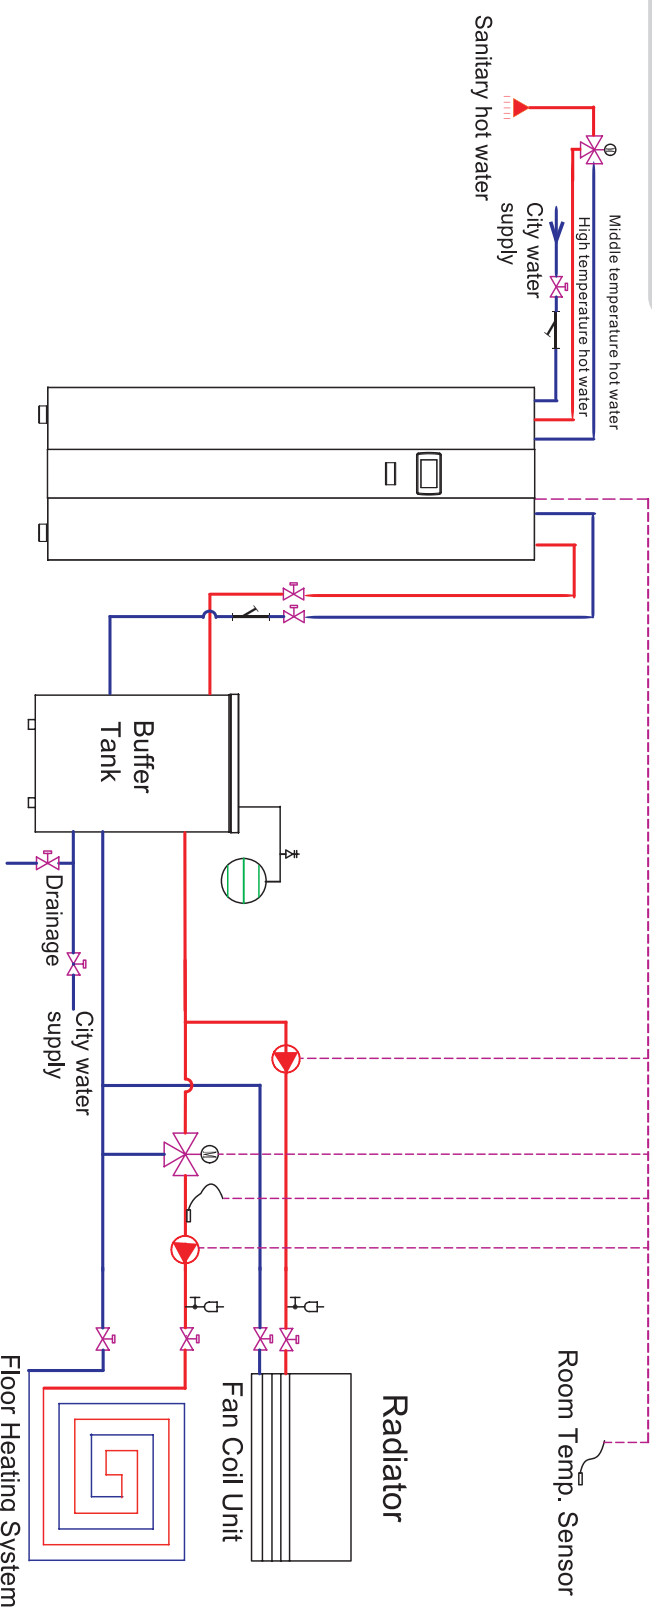 Sanitary hot water
City water
supply
High temperature hot water
Middle temperature hot water
Buffer
Tank
Drainage
City water
supply
Radiator
Fan Coil Unit
Floor Heating System
Room Temp. Sensor